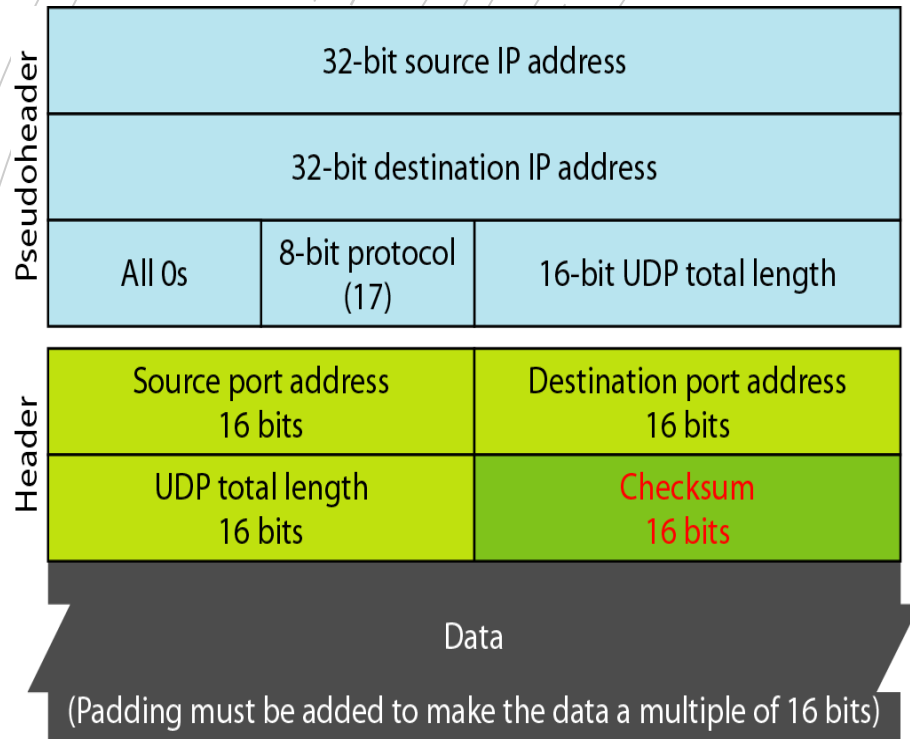 Pseudoheader
32-bit source IP address
32-bit destination IP address
All 0s
8-bit protocol
(17)
16-bit UDP total length
Header
Source port address
16 bits
Destination port address
16 bits
UDP total length
16 bits
Checksum
16 bits
Data
(Padding must be added to make the data a multiple of 16 bits)